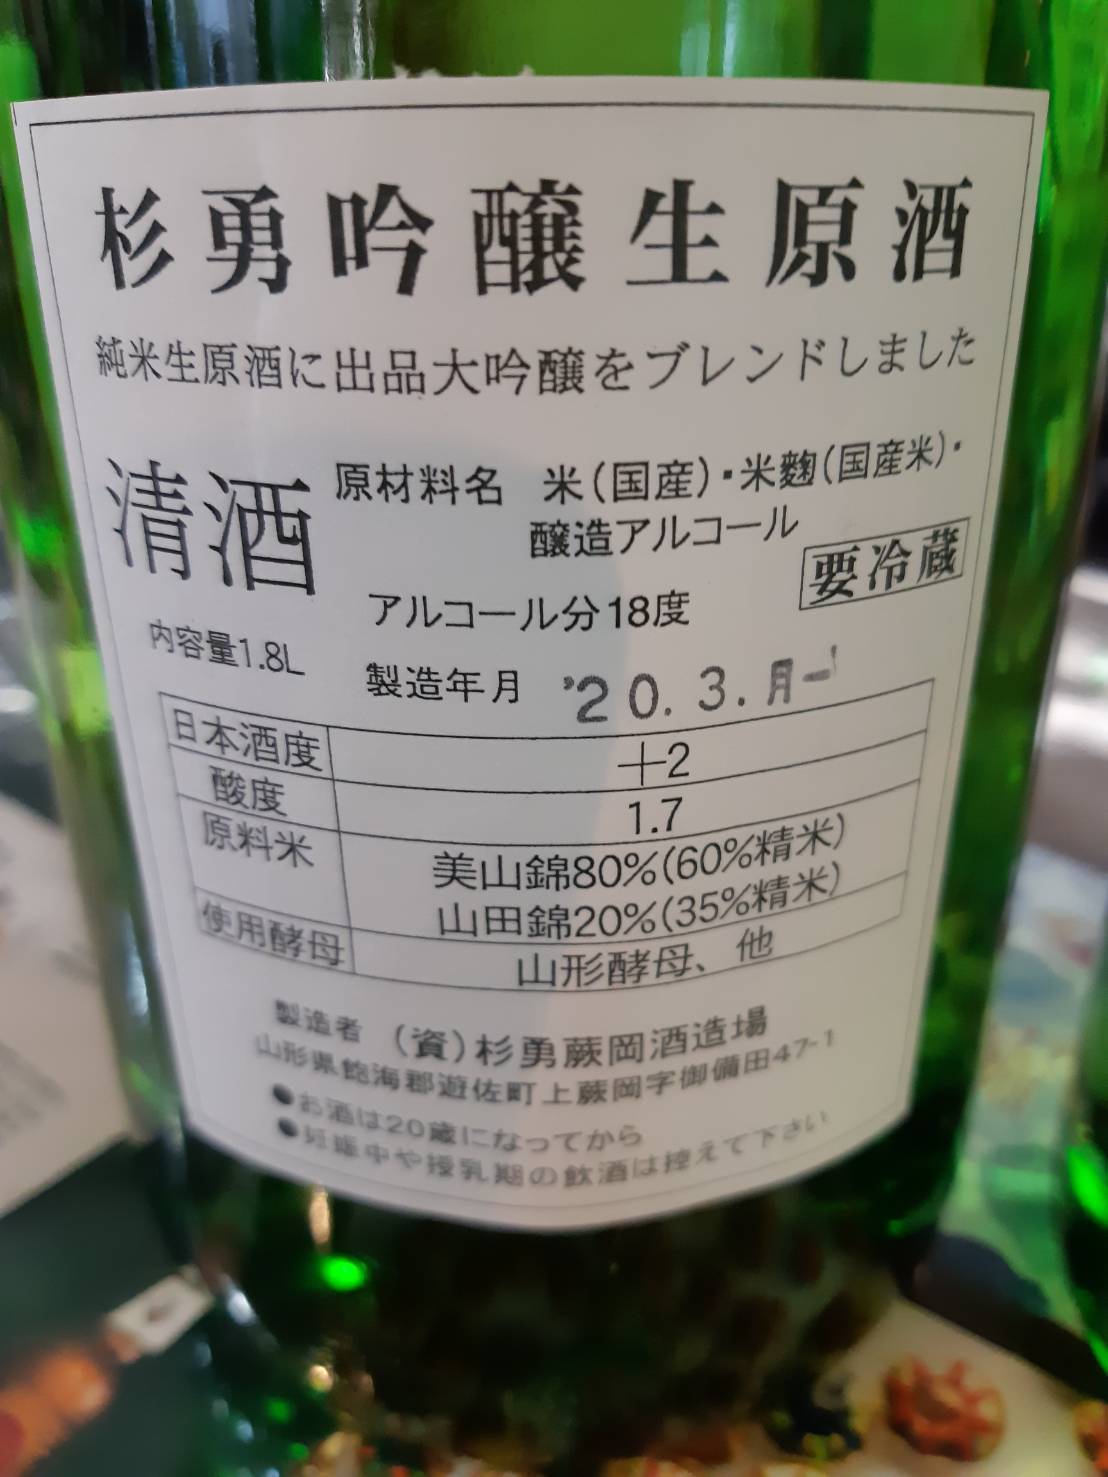 杉勇吟醸生原酒
純米生原酒に出品大吟醸をブレンドしました
清酒
原材料名 米(国産)・米麴(国産米)・
醸造アルコール
要冷蔵
アルコール分18度
内容量1.8L
製造年月 '20.3.月
日本酒度 +2
酸度 1.7
原料米 美山錦80%(60%精米)
山田錦20%(35%精米)
使用酵母 山形酵母、他
製造者 (資)杉勇蕨岡酒造場
山形県飽海郡遊佐町上蕨岡字御備田47-1
●お酒は20歳になってから
●妊娠中や授乳期の飲酒は控えて下さい